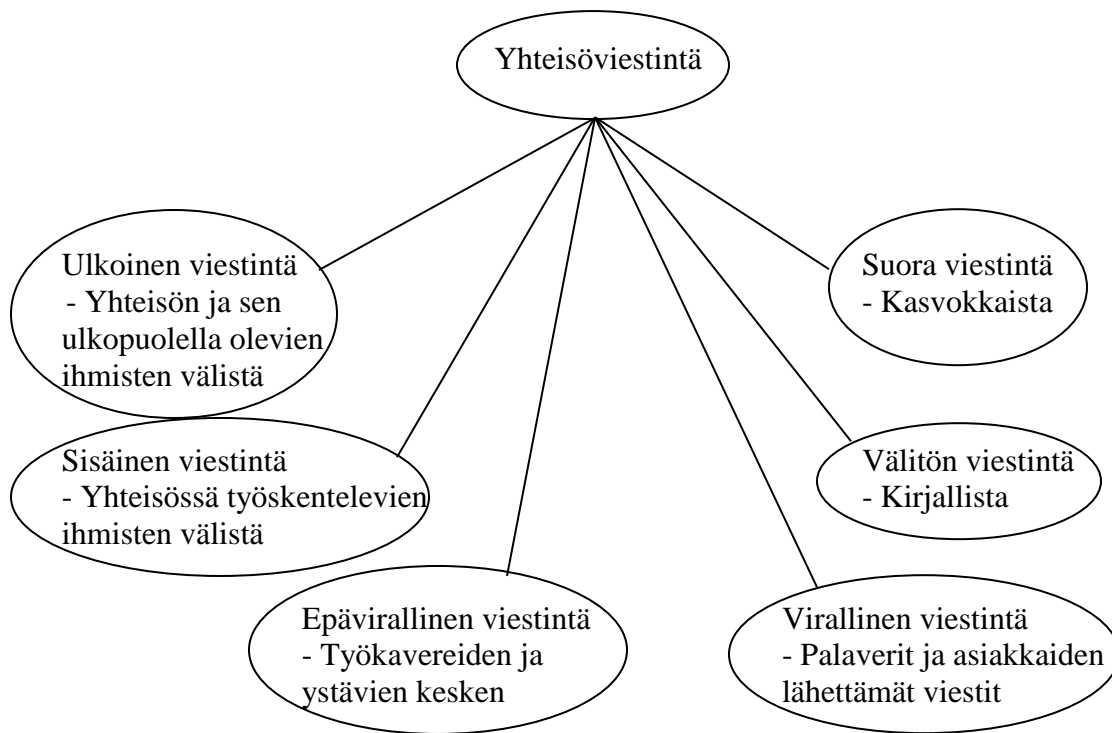 Yhteisöviestintä
Ulkoinen viestintä
- Yhteisön ja sen
ulkopuolella olevien
ihmisten välistä
Suora viestintä
- Kasvokkaista
Sisäinen viestintä
- Yhteisössä työskentelevien
ihmisten välistä
Välitön viestintä
- Kirjallista
Epävirallinen viestintä
- Työkavereiden ja
ystävien kesken
Virallinen viestintä
- Palaverit ja asiakkaiden
lähettämät viestit